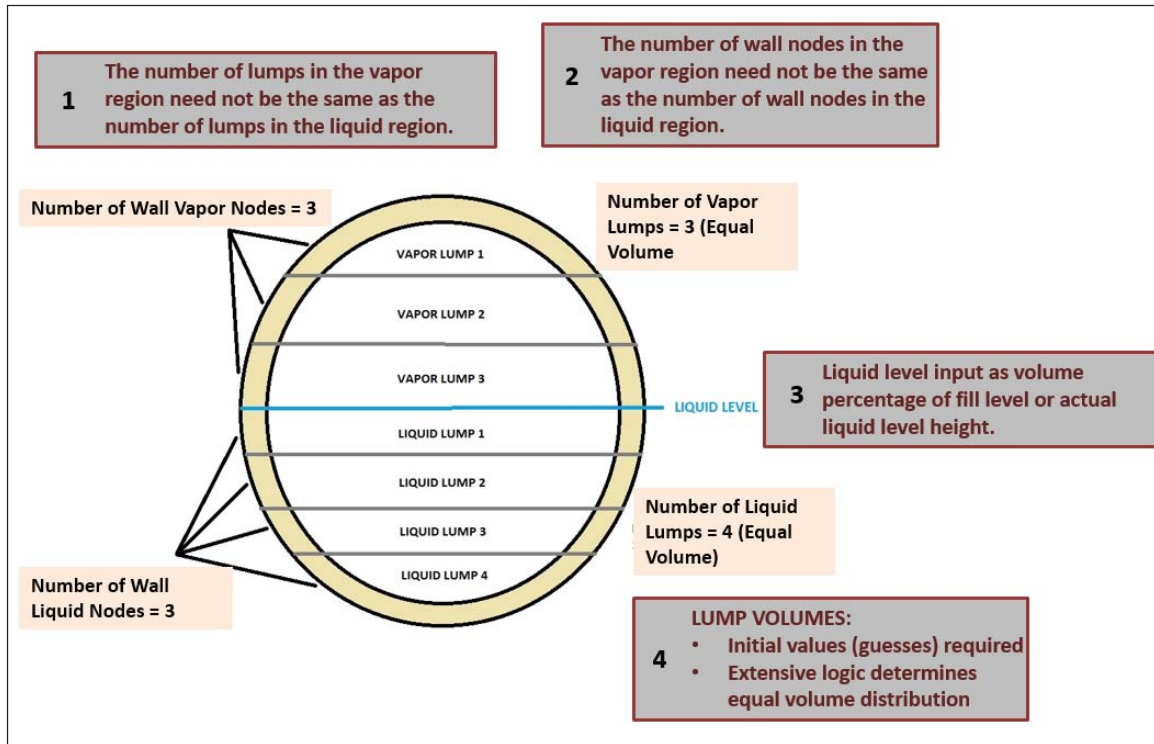 1
The number of lumps in the vapor
region need not be the same as the
number of lumps in the liquid region.
2
The number of wall nodes in the
vapor region need not be the same
as the number of wall nodes in the
liquid region.
Number of Wall Vapor Nodes = 3
Number of Vapor
Lumps = 3 (Equal
Volume
VAPOR LUMP 1
VAPOR LUMP 2
VAPOR LUMP 3
LIQUID LEVEL
3
Liquid level input as volume
percentage of fill level or actual
liquid level height.
LIQUID LUMP 1
LIQUID LUMP 2
LIQUID LUMP 3
LIQUID LUMP 4
Number of Liquid
Lumps = 4 (Equal
Volume)
Number of Wall
Liquid Nodes = 3
4
LUMP VOLUMES:
• Initial values (guesses) required
• Extensive logic determines
equal volume distribution